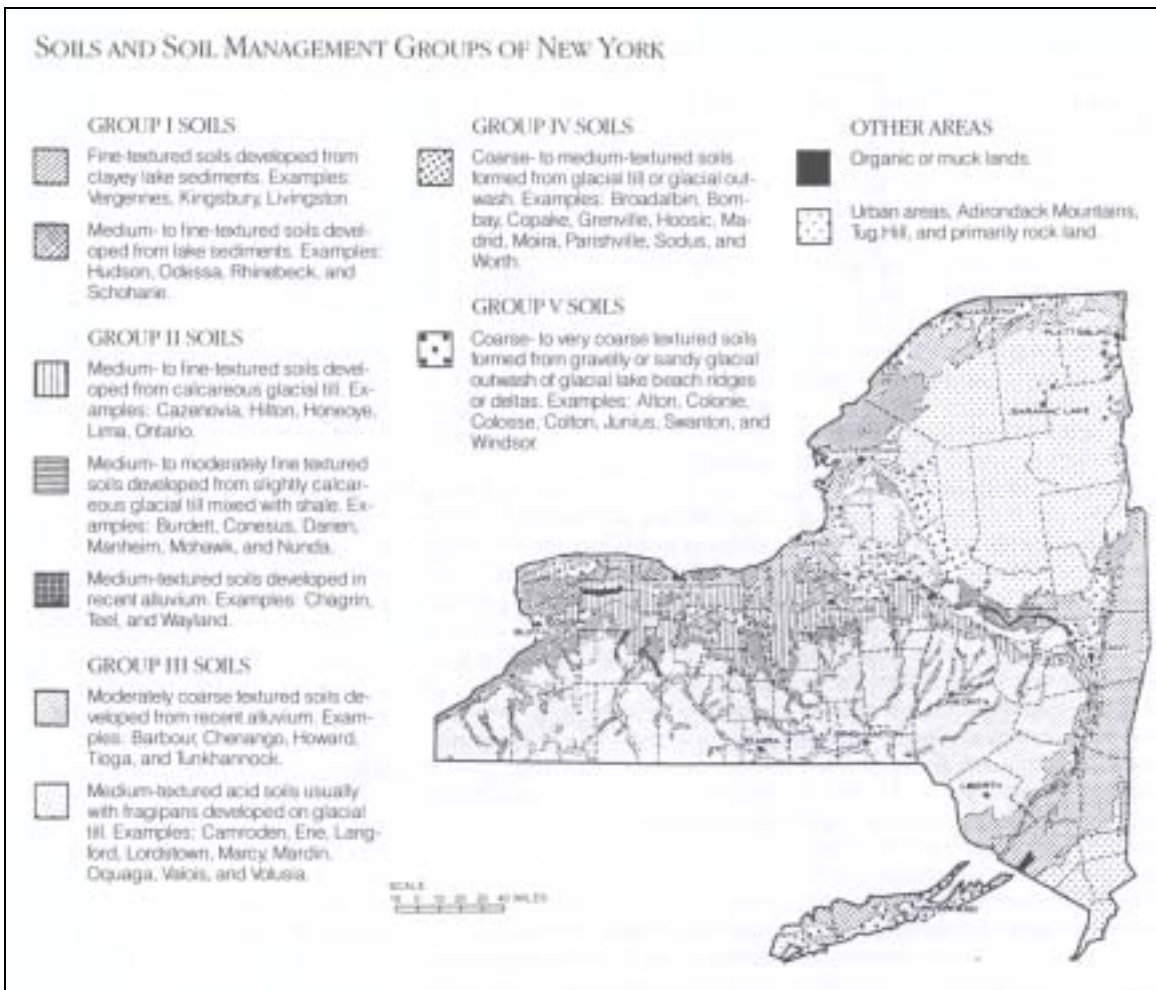 SOILS AND SOIL MANAGEMENT GROUPS OF NEW YORK
GROUP I SOILS
Fine-textured soils developed from
clayey lake sediments. Examples:
Vergennes, Kingsbury, Livingston.
Medium- to fine-textured soils devel-
oped from lake sediments. Examples:
Hudson, Odessa, Rhinebeck, and
Schoharie.
GROUP II SOILS
Medium- to fine-textured soils devel-
oped from calcareous glacial till. Ex-
amples: Cazenovia, Hilton, Honeoye,
Lima, Ontario.
Medium- to moderately fine textured
soils developed from slightly calcar-
eous glacial till mixed with shale. Ex-
amples: Burdett, Conesus, Darien,
Manheim, Mohawk, and Nunda.
Medium-textured soils developed in
recent alluvium. Examples: Chagrin,
Teel, and Wayland.
GROUP III SOILS
Moderately coarse textured soils de-
veloped from recent alluvium. Exam-
ples: Barbour, Chenango, Howard,
Tioga, and Tunkhannock.
Medium-textured acid soils usually
with fragipans developed on glacial
till. Examples: Camroden, Erie, Lang-
ford, Lordstown, Marcy, Mardin,
Oquaga, Valois, and Volusia.
GROUP IV SOILS
Coarse- to medium-textured soils
formed from glacial till or glacial out-
wash. Examples: Broadalbin, Bom-
bay, Copake, Grenville, Hoosic, Ma-
drid, Moira, Parishville, Sodus, and
Worth.
GROUP V SOILS
Coarse- to very coarse textured soils
formed from gravelly or sandy glacial
outwash of glacial lake beach ridges
or deltas. Examples: Alton, Colonie,
Colosse, Colton, Junius, Swanton, and
Windsor
OTHER AREAS
Organic or muck lands.
Urban areas, Adirondack Mountains,
Tug Hill, and primarily rock land.
SARANAC LAKE
ELMIRA
LIBERTY
SCALE
10 0 10 20 30 40 MILES